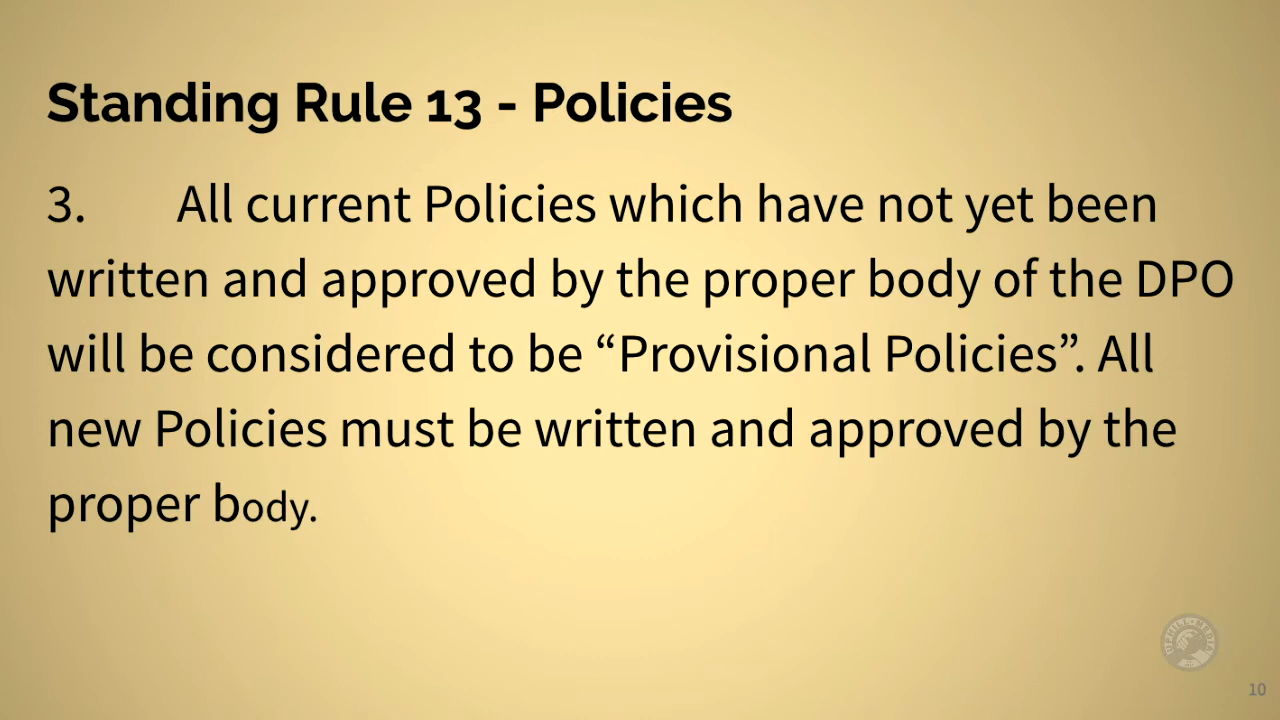 Standing Rule 13 - Policies
3. All current Policies which have not yet been
written and approved by the proper body of the DPO
will be considered to be “Provisional Policies”. All
new Policies must be written and approved by the
proper body.
UPHILL MEDIA
10